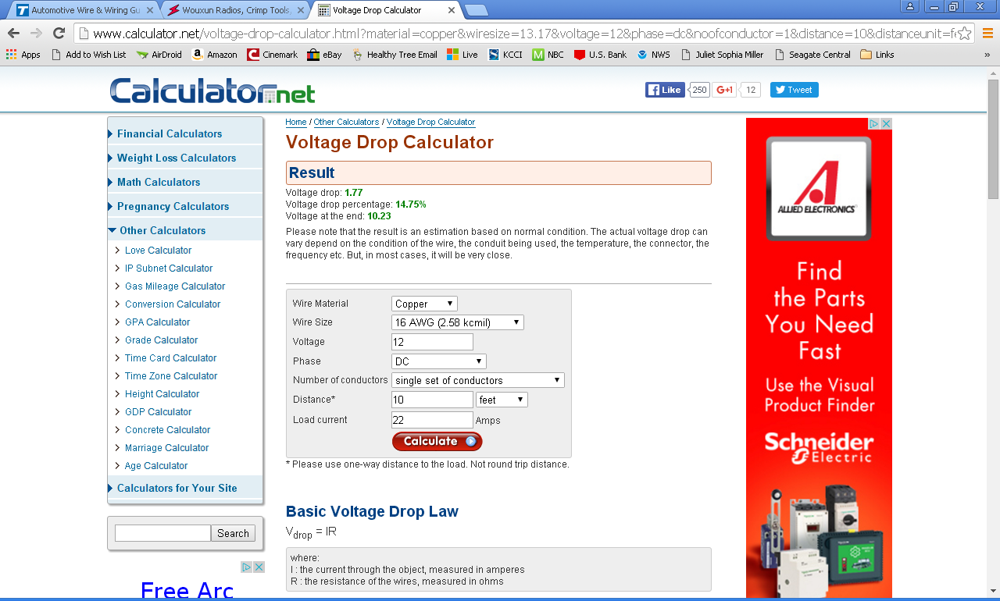 Automotive Wire & Wiring Gu
Wouxun Radios, Crimp Tools,
Voltage Drop Calculator
www.calculator.net/voltage-drop-calculator.html?material=copper&wiresize=13.17&voltage=12&phase=dc&noofconductor=1&distance=10&distanceunit=fe
Apps Add to Wish List AirDroid Amazon Cinemark eBay Healthy Tree Email Live KCCI NBC U.S. Bank NWS Juliet Sophia Miller Seagate Central Links »
Calculator.net
Like 250 G+1 12 Tweet
Financial Calculators
Weight Loss Calculators
Math Calculators
Pregnancy Calculators
Other Calculators
Love Calculator
IP Subnet Calculator
Gas Mileage Calculator
Conversion Calculator
GPA Calculator
Grade Calculator
Time Card Calculator
Time Zone Calculator
Height Calculator
GDP Calculator
Concrete Calculator
Marriage Calculator
Age Calculator
Calculators for Your Site
Search
Free Arc
Home / Other Calculators / Voltage Drop Calculator
Voltage Drop Calculator
Result
Voltage drop: 1.77
Voltage drop percentage: 14.75%
Voltage at the end: 10.23
Please note that the result is an estimation based on normal condition. The actual voltage drop can
vary depend on the condition of the wire, the conduit being used, the temperature, the connector, the
frequency etc. But, in most cases, it will be very close.
Wire Material Copper
Wire Size 16 AWG (2.58 kcmil)
Voltage 12
Phase DC
Number of conductors single set of conductors
Distance* 10 feet
Load current 22 Amps
Calculate
* Please use one-way distance to the load. Not round trip distance.
Basic Voltage Drop Law
Vdrop = IR
where:
I : the current through the object, measured in amperes
R : the resistance of the wires, measured in ohms
ALLIED ELECTRONICS
Find
the Parts
You Need
Fast
Use the Visual
Product Finder
Schneider
Electric